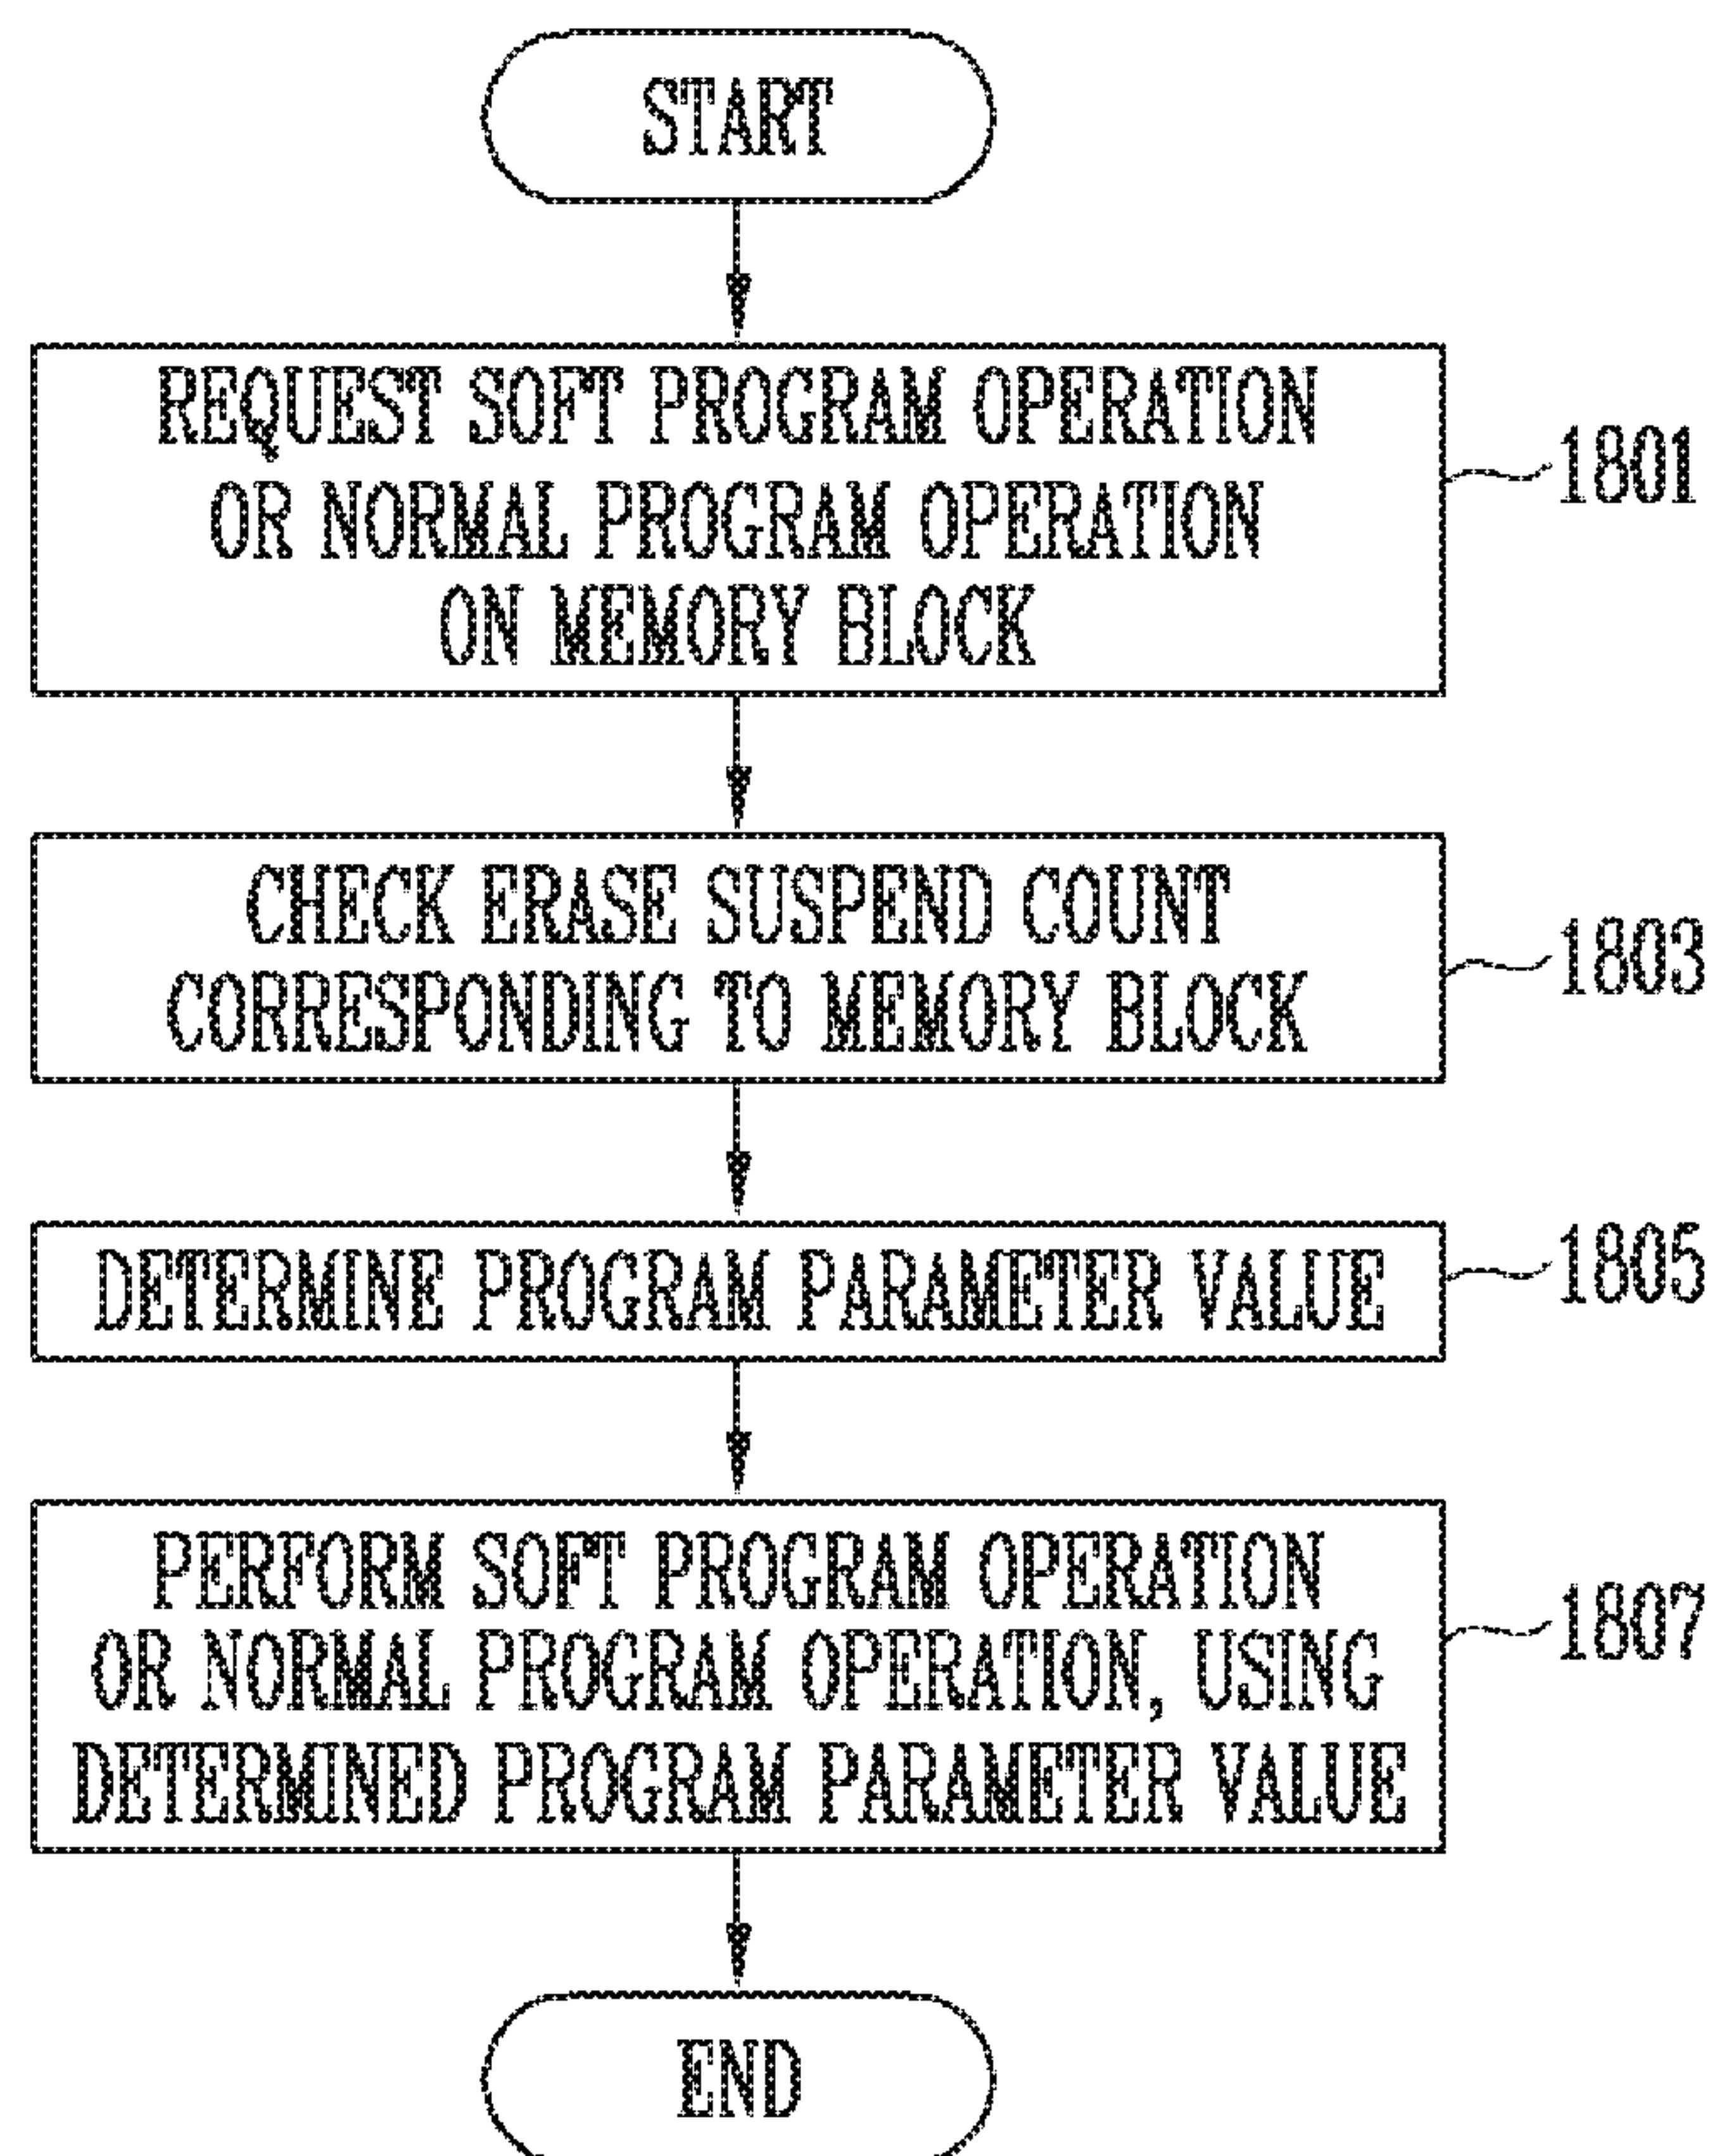 START
REQUEST SOFT PROGRAM OPERATION
OR NORMAL PROGRAM OPERATION
ON MEMORY BLOCK
1801
CHECK ERASE SUSPEND COUNT
CORRESPONDING TO MEMORY BLOCK
1803
DETERMINE PROGRAM PARAMETER VALUE
1805
PERFORM SOFT PROGRAM OPERATION
OR NORMAL PROGRAM OPERATION, USING
DETERMINED PROGRAM PARAMETER VALUE
1807
END